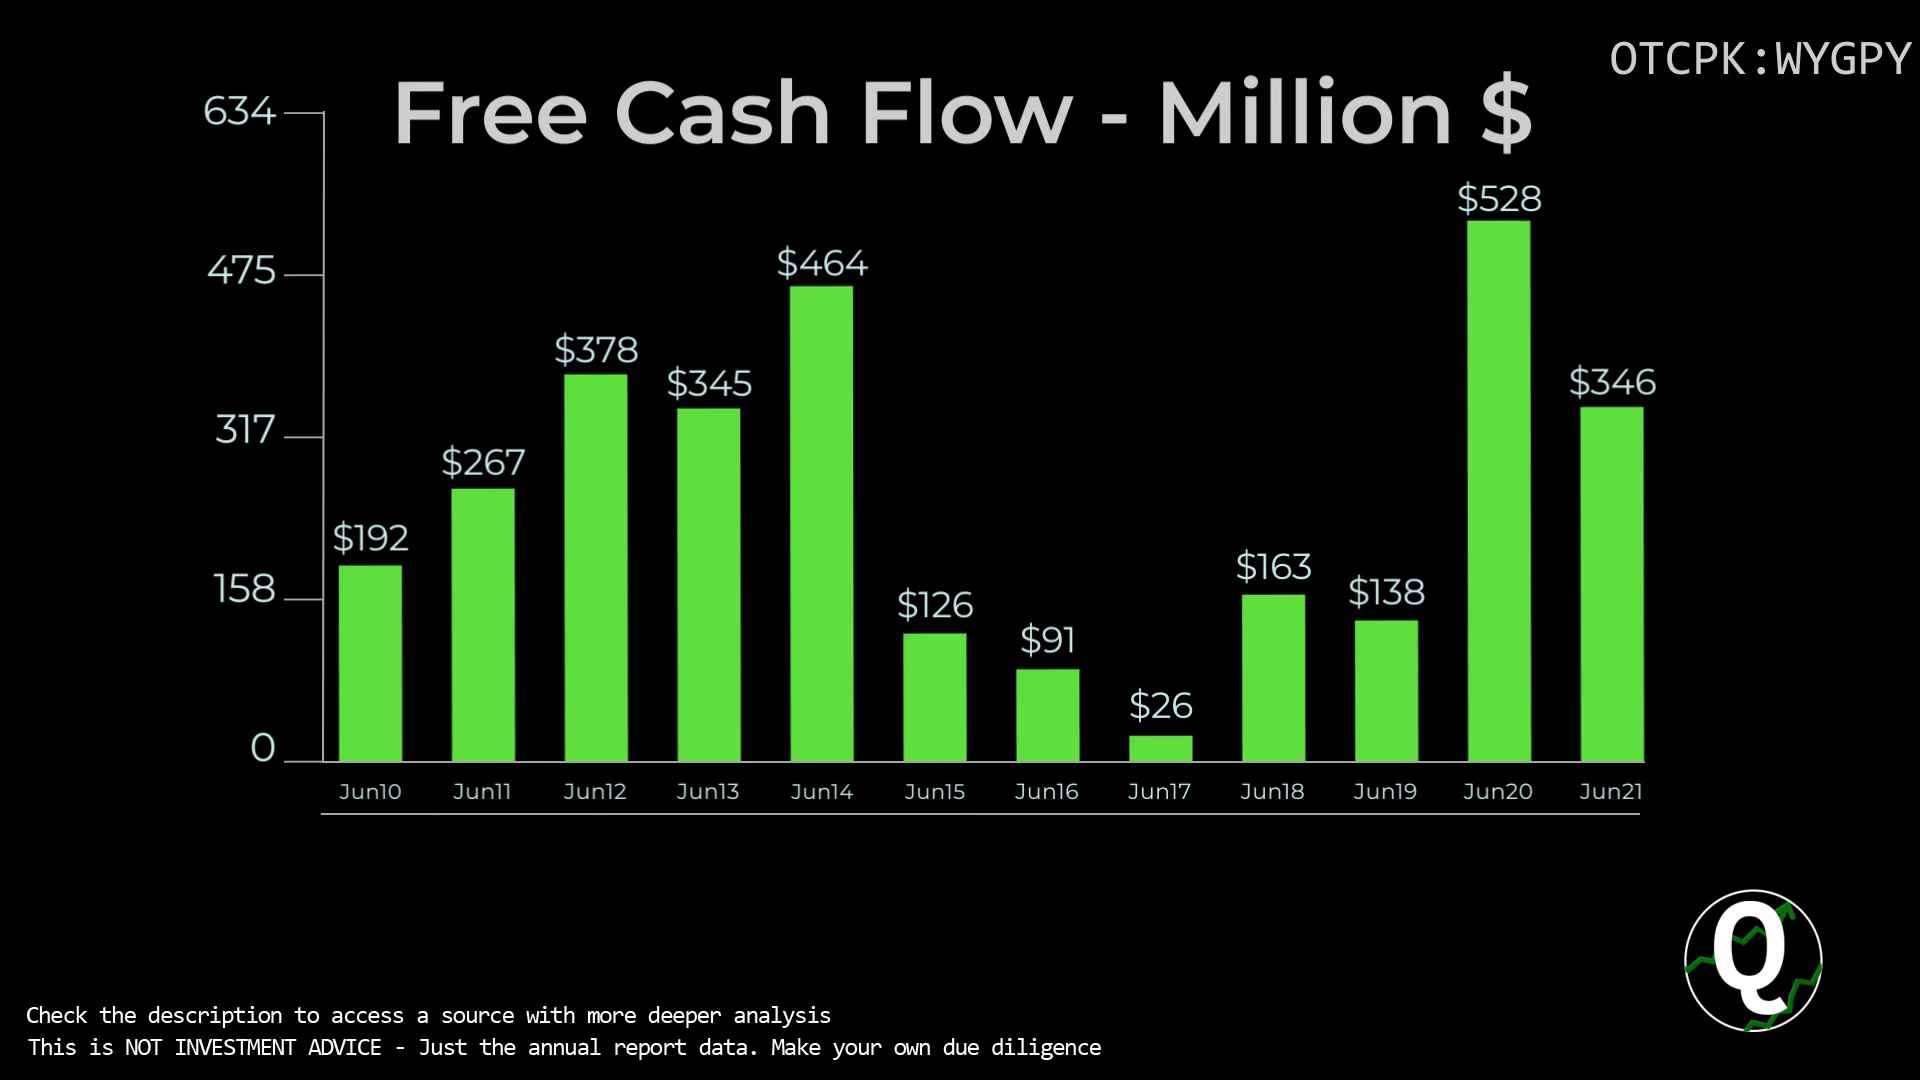 OTCPK:WYGPY
Free Cash Flow - Million $
634
475
317
158
0
$192
$267
$378
$345
$464
$126
$91
$26
$163
$138
$528
$346
Jun10 Jun11 Jun12 Jun13 Jun14 Jun15 Jun16 Jun17 Jun18 Jun19 Jun20 Jun21
Q
Check the description to access a source with more deeper analysis
This is NOT INVESTMENT ADVICE - Just the annual report data. Make your own due diligence